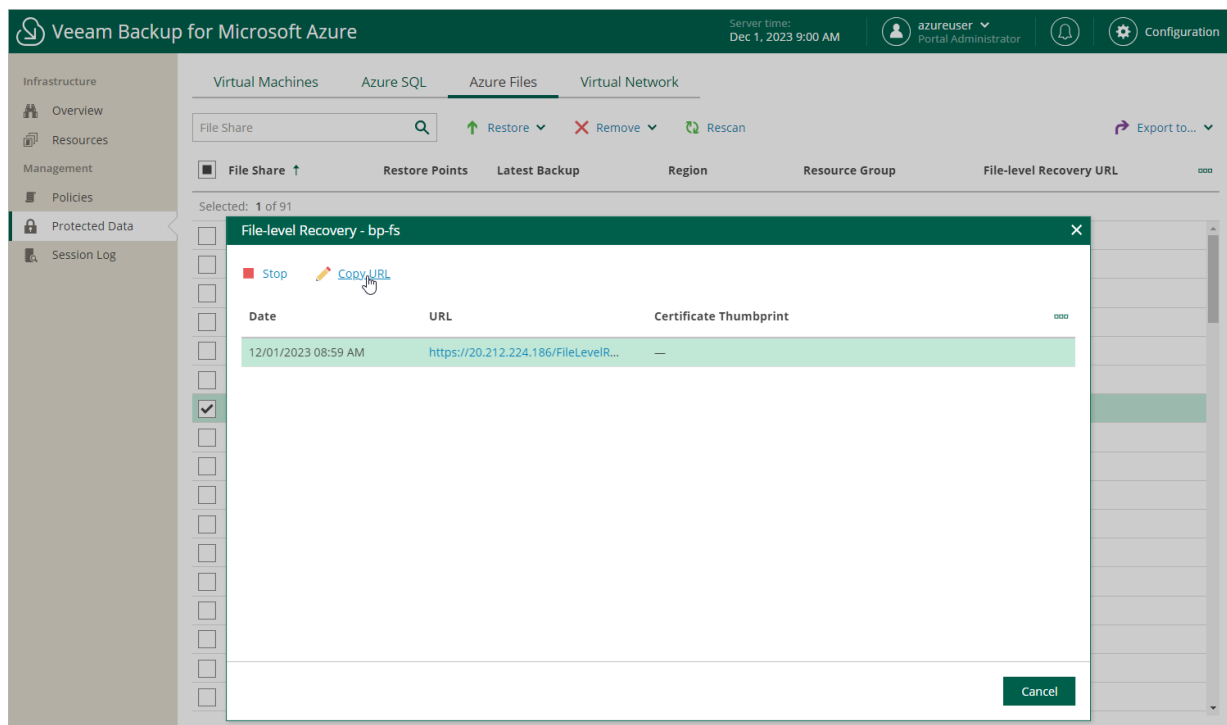 Veeam Backup for Microsoft Azure
Server time:
Dec 1, 2023 9:00 AM
azureuser
Portal Administrator
Configuration
Infrastructure
Overview
Resources
Management
Policies
Protected Data
Session Log
Virtual Machines Azure SQL Azure Files Virtual Network
File Share Restore Remove Rescan Export to...
File Share Restore Points Latest Backup Region Resource Group File-level Recovery URL
Selected: 1 of 91
File-level Recovery - bp-fs
Stop Copy URL
Date URL Certificate Thumbprint
12/01/2023 08:59 AM https://20.212.224.186/FileLevelR... —
Cancel